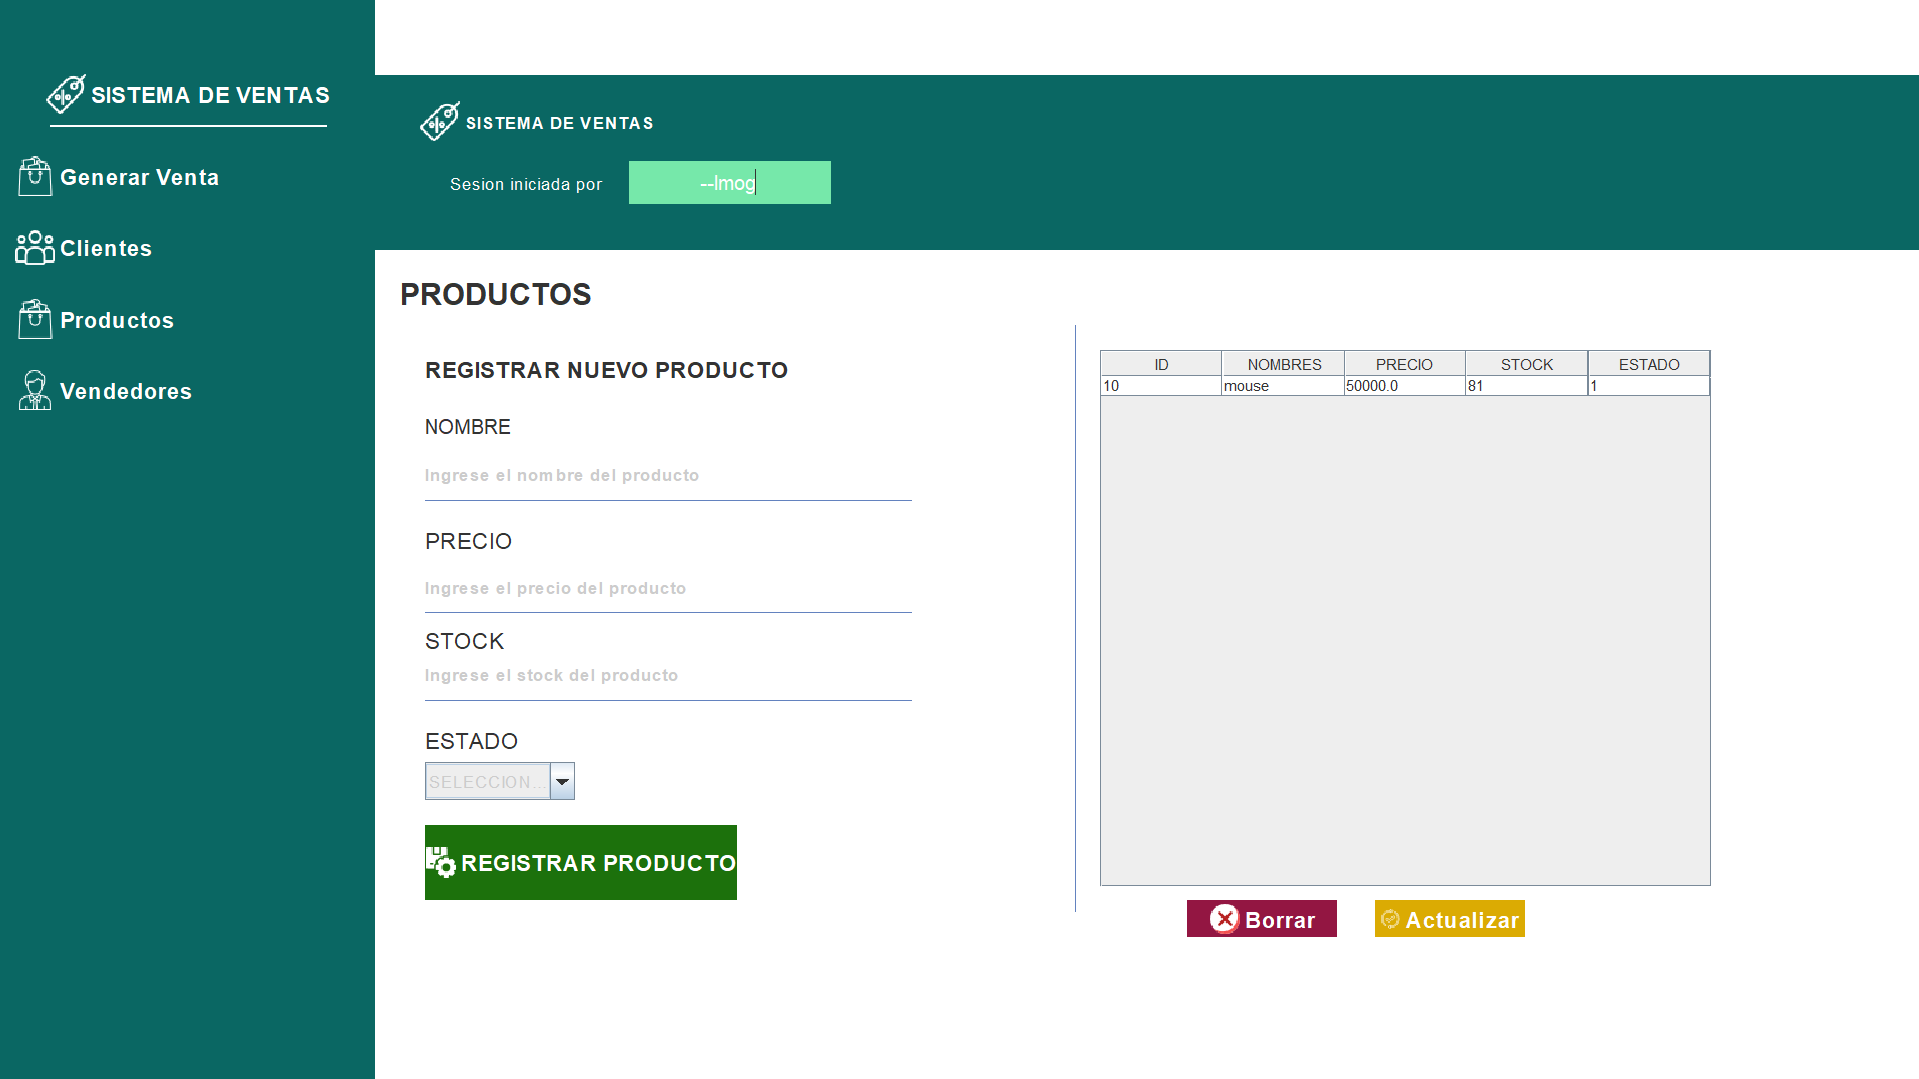 SISTEMA DE VENTAS
Generar Venta
Clientes
Productos
Vendedores
SISTEMA DE VENTAS
Sesion iniciada por --Imog
PRODUCTOS
REGISTRAR NUEVO PRODUCTO
NOMBRE
Ingrese el nombre del producto
PRECIO
Ingrese el precio del producto
STOCK
Ingrese el stock del producto
ESTADO
SELECCION...
REGISTRAR PRODUCTO
ID NOMBRES PRECIO STOCK ESTADO
10 mouse 50000.0 81 1
Borrar Actualizar